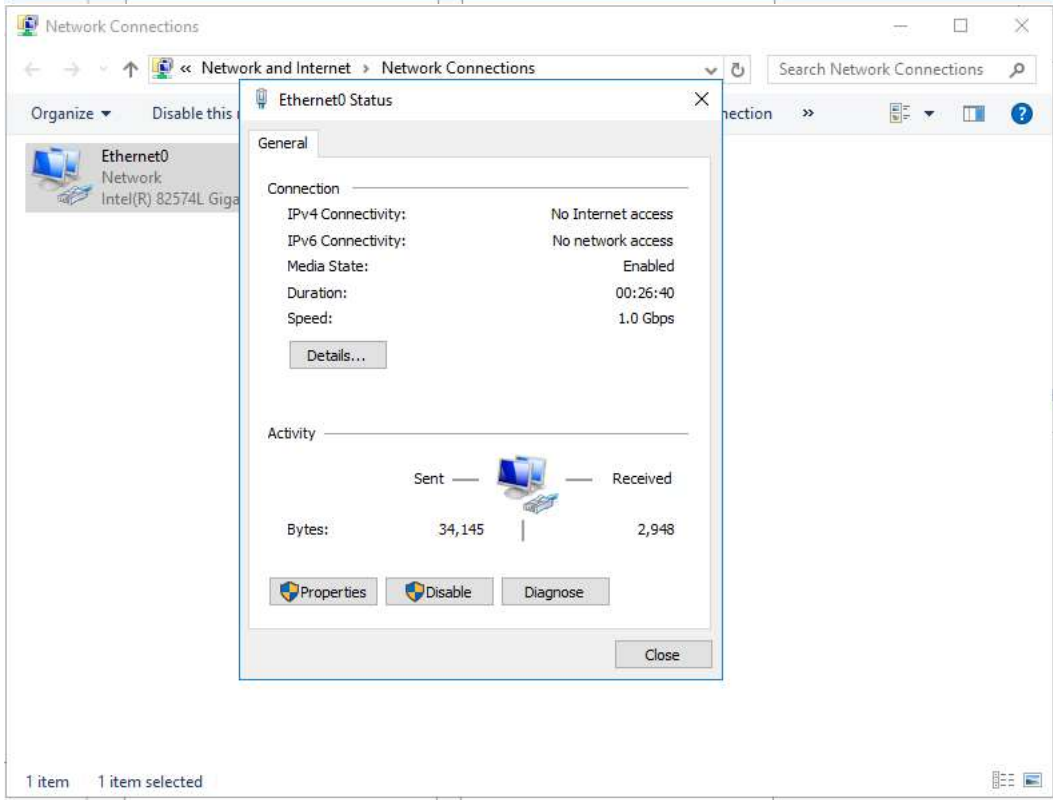 Network Connections
« Network and Internet › Network Connections
Search Network Connections
Organize Disable this nection »
Ethernet0
Network
Intel(R) 82574L Giga
Ethernet0 Status
General
Connection
IPv4 Connectivity: No Internet access
IPv6 Connectivity: No network access
Media State: Enabled
Duration: 00:26:40
Speed: 1.0 Gbps
Details...
Activity
Sent — — Received
Bytes: 34,145 2,948
Properties Disable Diagnose
Close
1 item 1 item selected